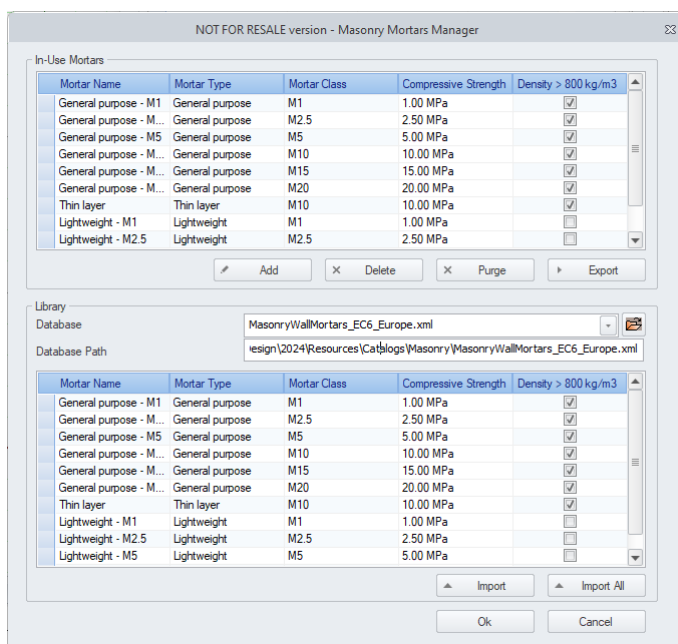 NOT FOR RESALE version - Masonry Mortars Manager
In-Use Mortars
Mortar Name Mortar Type Mortar Class Compressive Strength Density > 800 kg/m3
General purpose - M1 General purpose M1 1.00 MPa
General purpose - M... General purpose M2.5 2.50 MPa
General purpose - M5 General purpose M5 5.00 MPa
General purpose - M... General purpose M10 10.00 MPa
General purpose - M... General purpose M15 15.00 MPa
General purpose - M... General purpose M20 20.00 MPa
Thin layer Thin layer M10 10.00 MPa
Lightweight - M1 Lightweight M1 1.00 MPa
Lightweight - M2.5 Lightweight M2.5 2.50 MPa
Add Delete Purge Export
Library
Database MasonryWallMortars_EC6_Europe.xml
Database Path esign\2024\Resources\Catalogs\Masonry\MasonryWallMortars_EC6_Europe.xml
Mortar Name Mortar Type Mortar Class Compressive Strength Density > 800 kg/m3
General purpose - M1 General purpose M1 1.00 MPa
General purpose - M... General purpose M2.5 2.50 MPa
General purpose - M5 General purpose M5 5.00 MPa
General purpose - M... General purpose M10 10.00 MPa
General purpose - M... General purpose M15 15.00 MPa
General purpose - M... General purpose M20 20.00 MPa
Thin layer Thin layer M10 10.00 MPa
Lightweight - M1 Lightweight M1 1.00 MPa
Lightweight - M2.5 Lightweight M2.5 2.50 MPa
Lightweight - M5 Lightweight M5 5.00 MPa
Import Import All
Ok Cancel